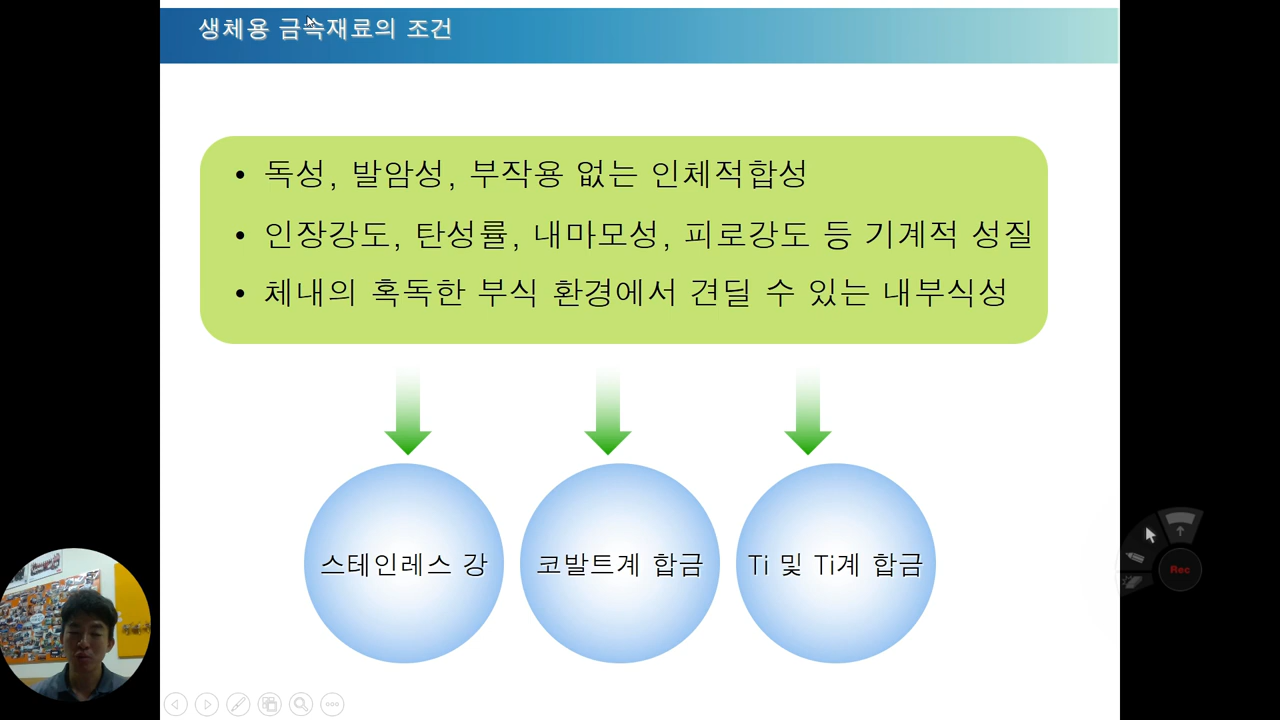 생체용 금속재료의 조건
• 독성, 발암성, 부작용 없는 인체적합성
• 인장강도, 탄성률, 내마모성, 피로강도 등 기계적 성질
• 체내의 혹독한 부식 환경에서 견딜 수 있는 내부식성
스테인레스 강
코발트계 합금
Ti 및 Ti계 합금
Rec